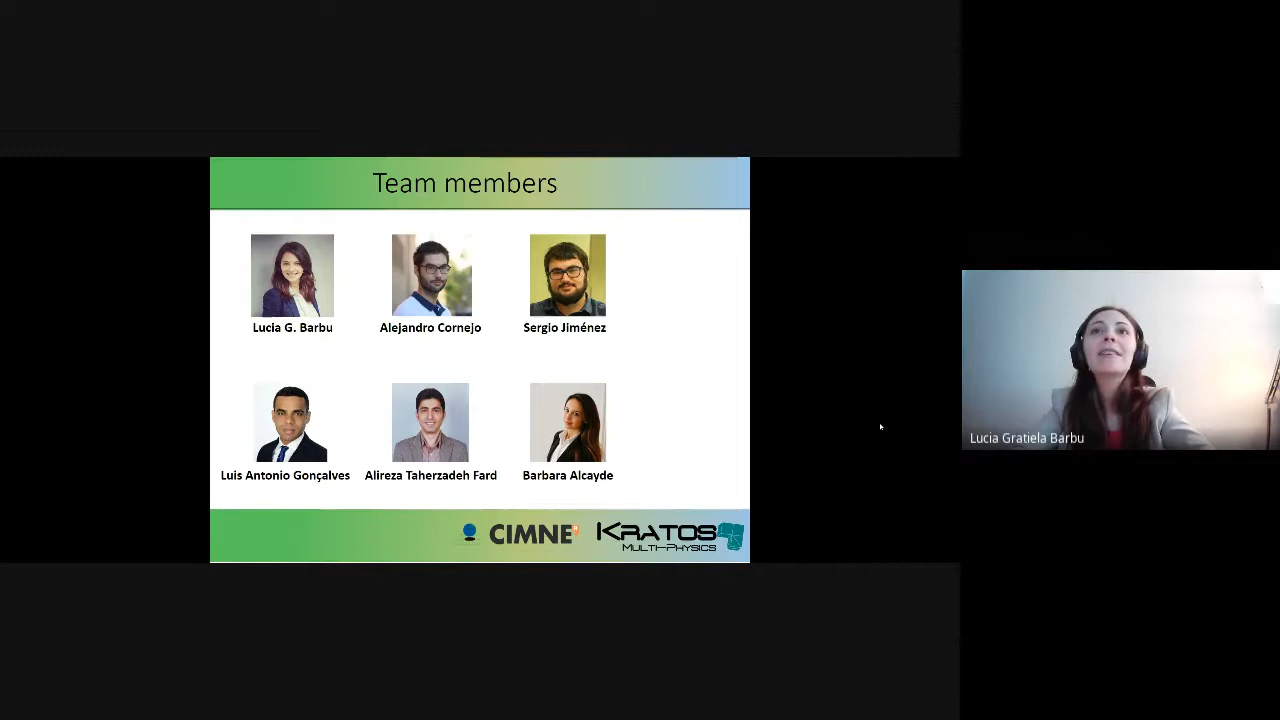 Team members
Lucia G. Barbu
Alejandro Cornejo
Sergio Jiménez
Luis Antonio Gonçalves
Alireza Taherzadeh Fard
Barbara Alcayde
CIMNE
KRATOS
MULTI-PHYSICS
Lucia Gratiela Barbu